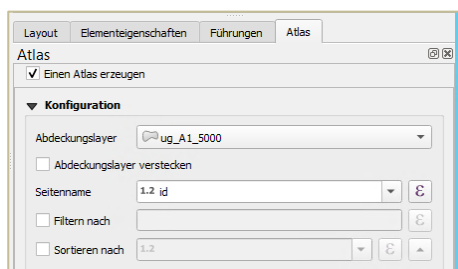 Layout Elementeigenschaften Führungen Atlas
Atlas
Einen Atlas erzeugen
Konfiguration
Abdeckungslayer ug_A1_5000
Abdeckungslayer verstecken
Seitenname 1.2 id ε
Filtern nach ε
Sortieren nach 1.2 ε